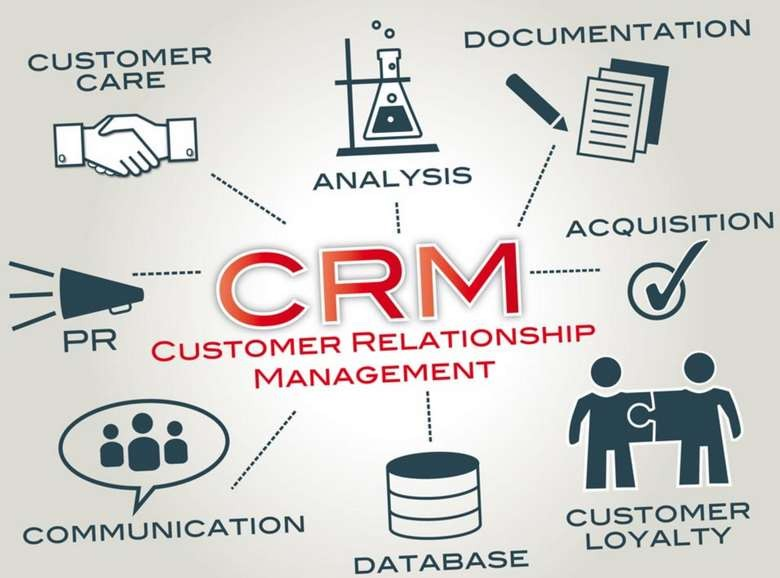 CUSTOMER
CARE
ANALYSIS
DOCUMENTATION
ACQUISITION
PR
CRM
CUSTOMER RELATIONSHIP
MANAGEMENT
COMMUNICATION
DATABASE
CUSTOMER
LOYALTY